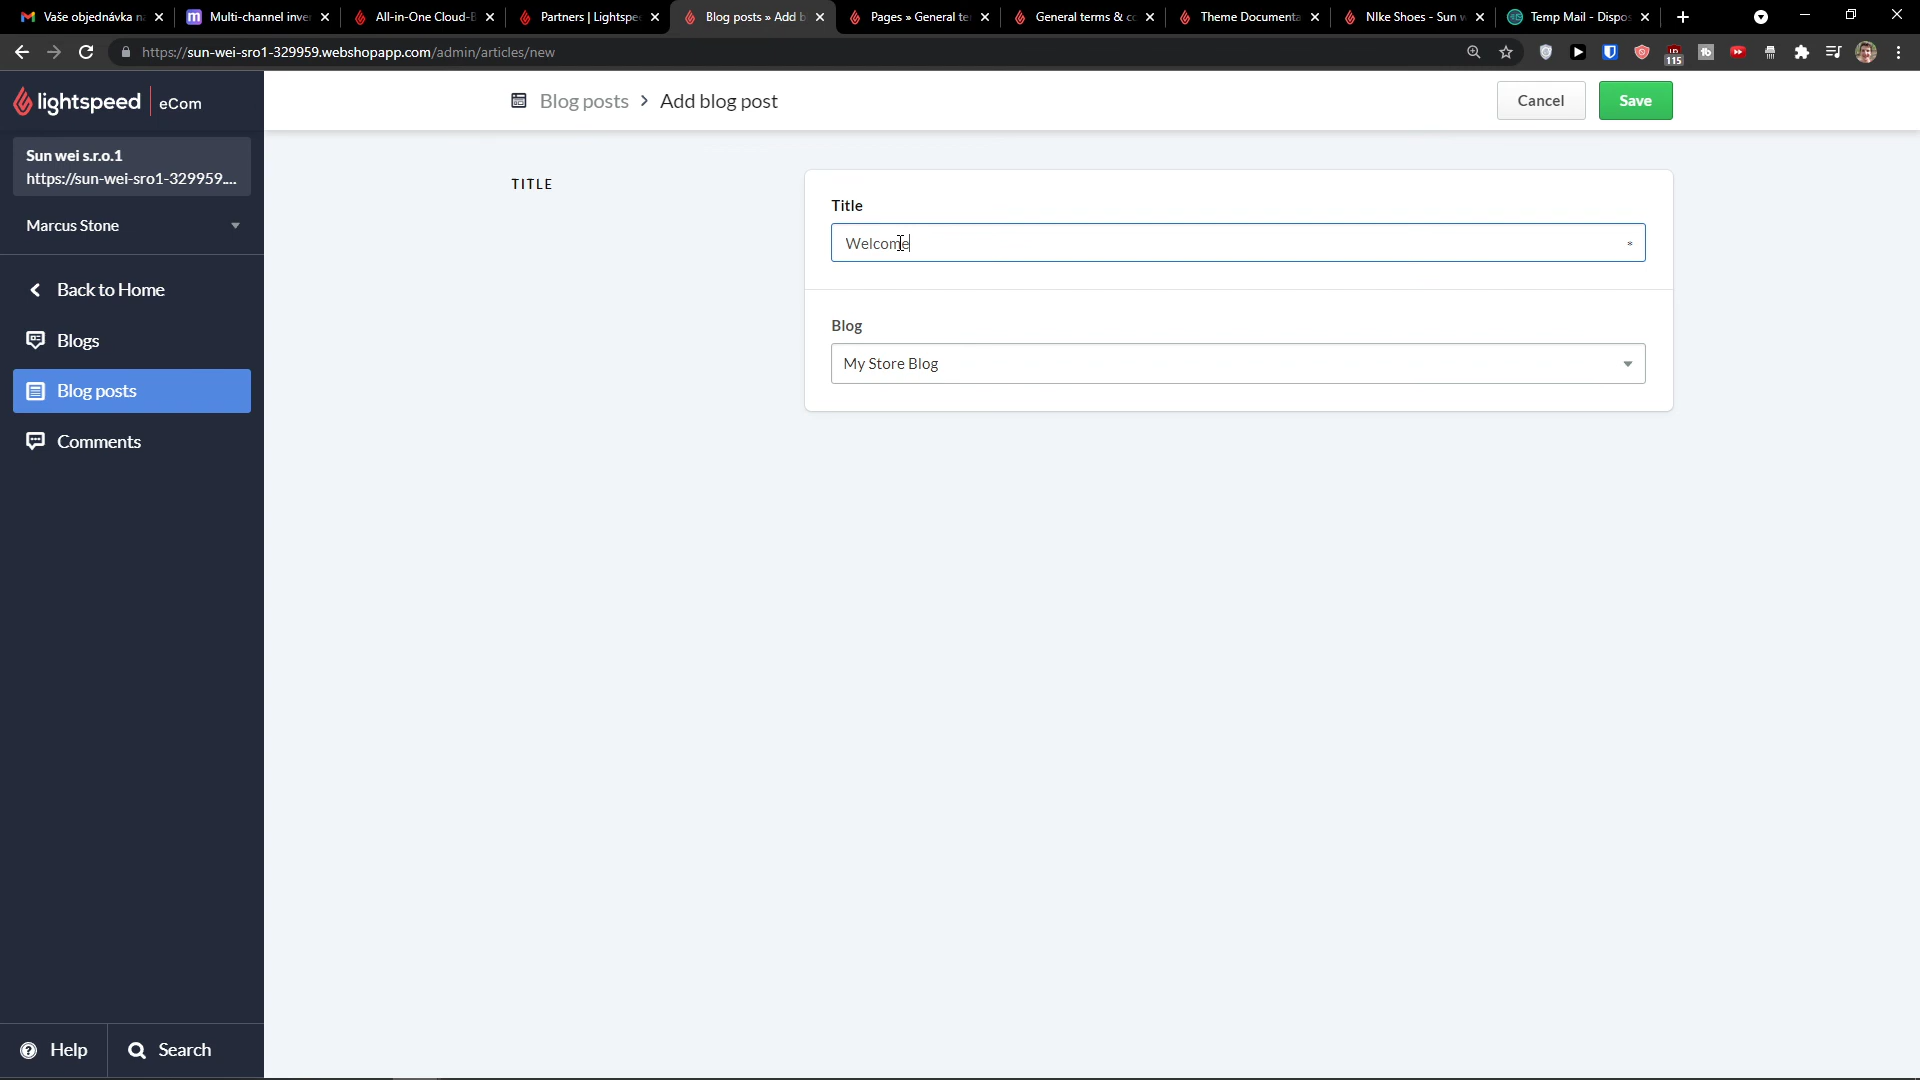 Vaše objednávka n
Multi-channel inve
All-in-One Cloud-B
Partners | Lightspe
Blog posts » Add b
Pages » General te
General terms & co
Theme Documenta
NIke Shoes - Sun w
Temp Mail - Dispos
https://sun-wei-sro1-329959.webshopapp.com/admin/articles/new
115
lightspeed eCom
Blog posts > Add blog post
Cancel
Save
Sun wei s.r.o.1
https://sun-wei-sro1-329959....
Marcus Stone
Back to Home
Blogs
Blog posts
Comments
TITLE
Title
Welcome
*
Blog
My Store Blog
Help
Search